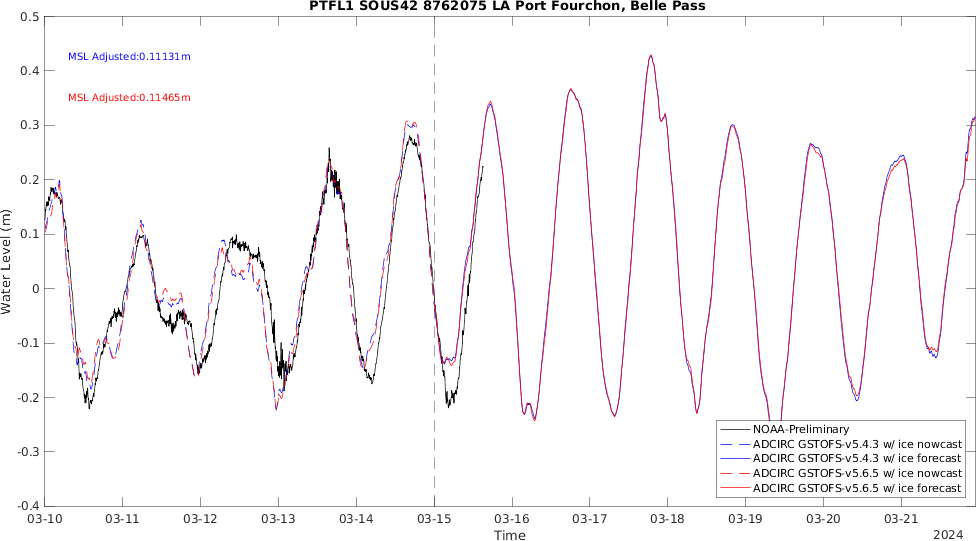 PTFL1 SOUS42 8762075 LA Port Fourchon, Belle Pass
0.5
MSL Adjusted:0.11131m
0.4
MSL Adjusted:0.11465m
0.3
0.2
0.1
Water Level (m)
0
-0.1
-0.2
-0.3
-0.4
NOAA-Preliminary
ADCIRC GSTOFS-v5.4.3 w/ ice nowcast
ADCIRC GSTOFS-v5.4.3 w/ ice forecast
ADCIRC GSTOFS-v5.6.5 w/ ice nowcast
ADCIRC GSTOFS-v5.6.5 w/ ice forecast
03-10 03-11 03-12 03-13 03-14 03-15 03-16 03-17 03-18 03-19 03-20 03-21
Time
2024